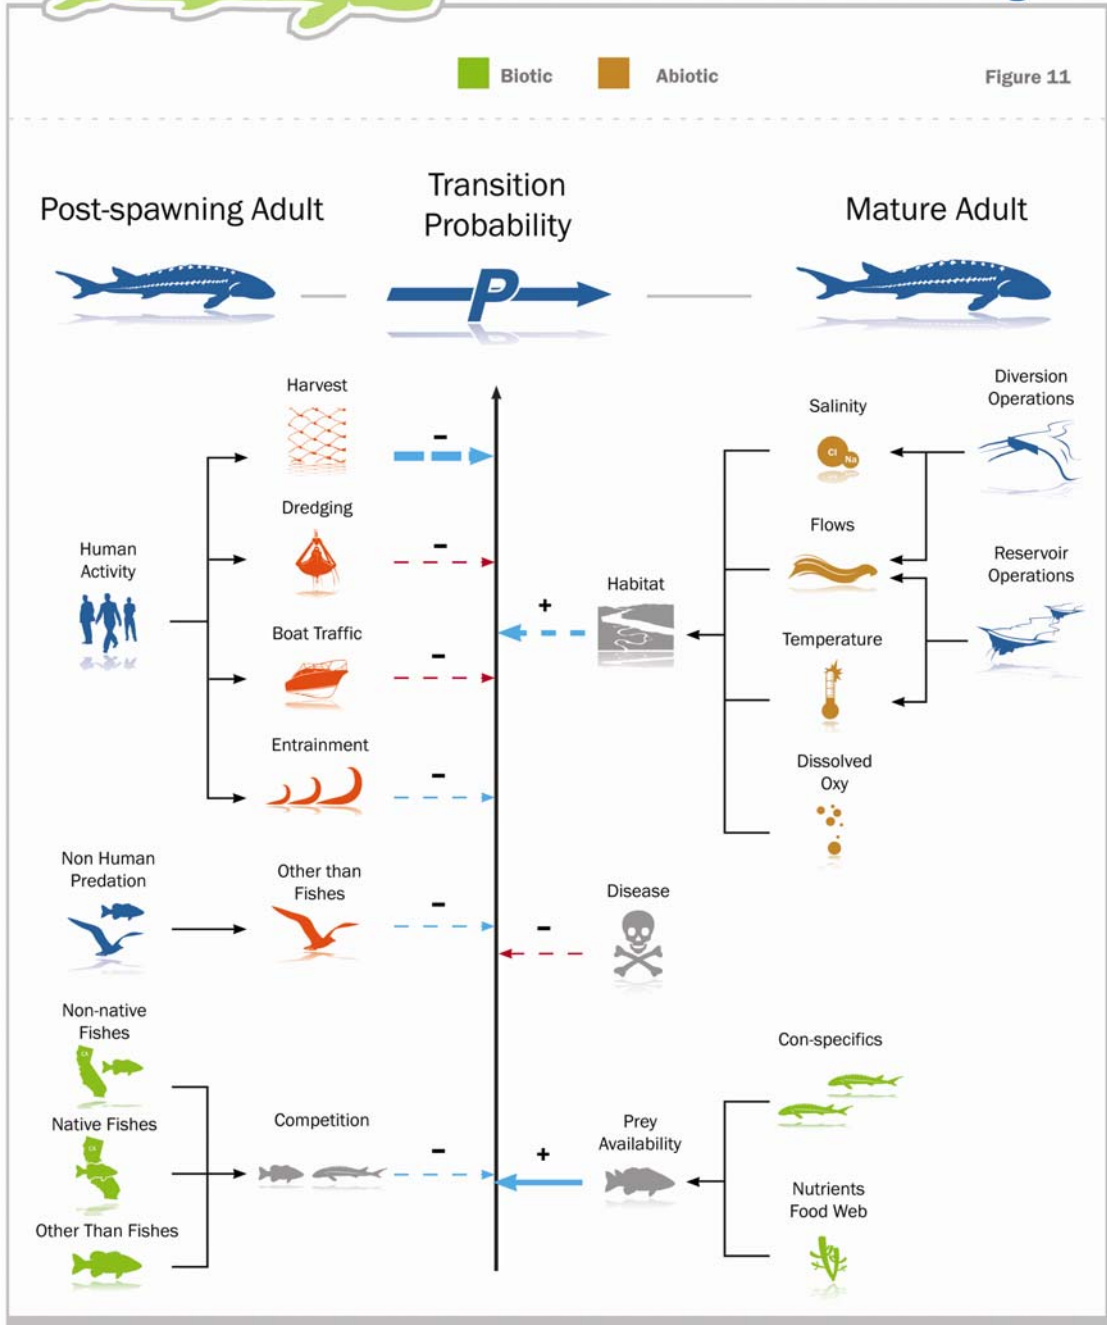 Biotic
Abiotic
Figure 11
Post-spawning Adult
Transition
Probability
Mature Adult
P
Harvest
-
Dredging
-
Human
Activity
Boat Traffic
-
Entrainment
-
Non Human
Predation
Other than
Fishes
-
Non-native
Fishes
CA
Native Fishes
CA
Other Than Fishes
Competition
-
Habitat
+
Salinity
Cl
Na
Flows
Temperature
Dissolved
Oxy
Diversion
Operations
Reservoir
Operations
Disease
-
Prey
Availability
+
Con-specifics
Nutrients
Food Web